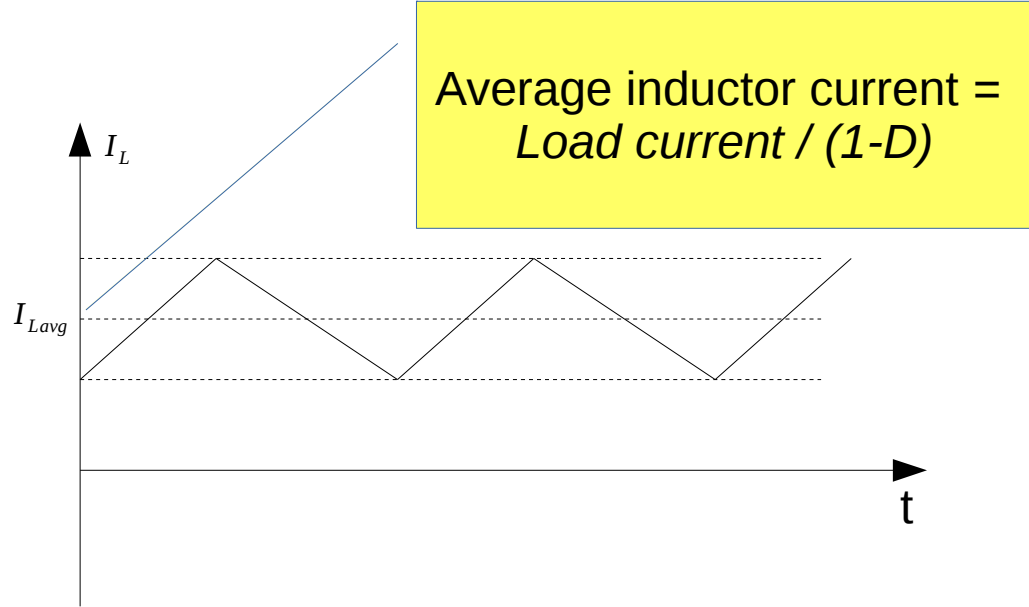 Average inductor current =
Load current / (1-D)
I_L
I_Lavg
t